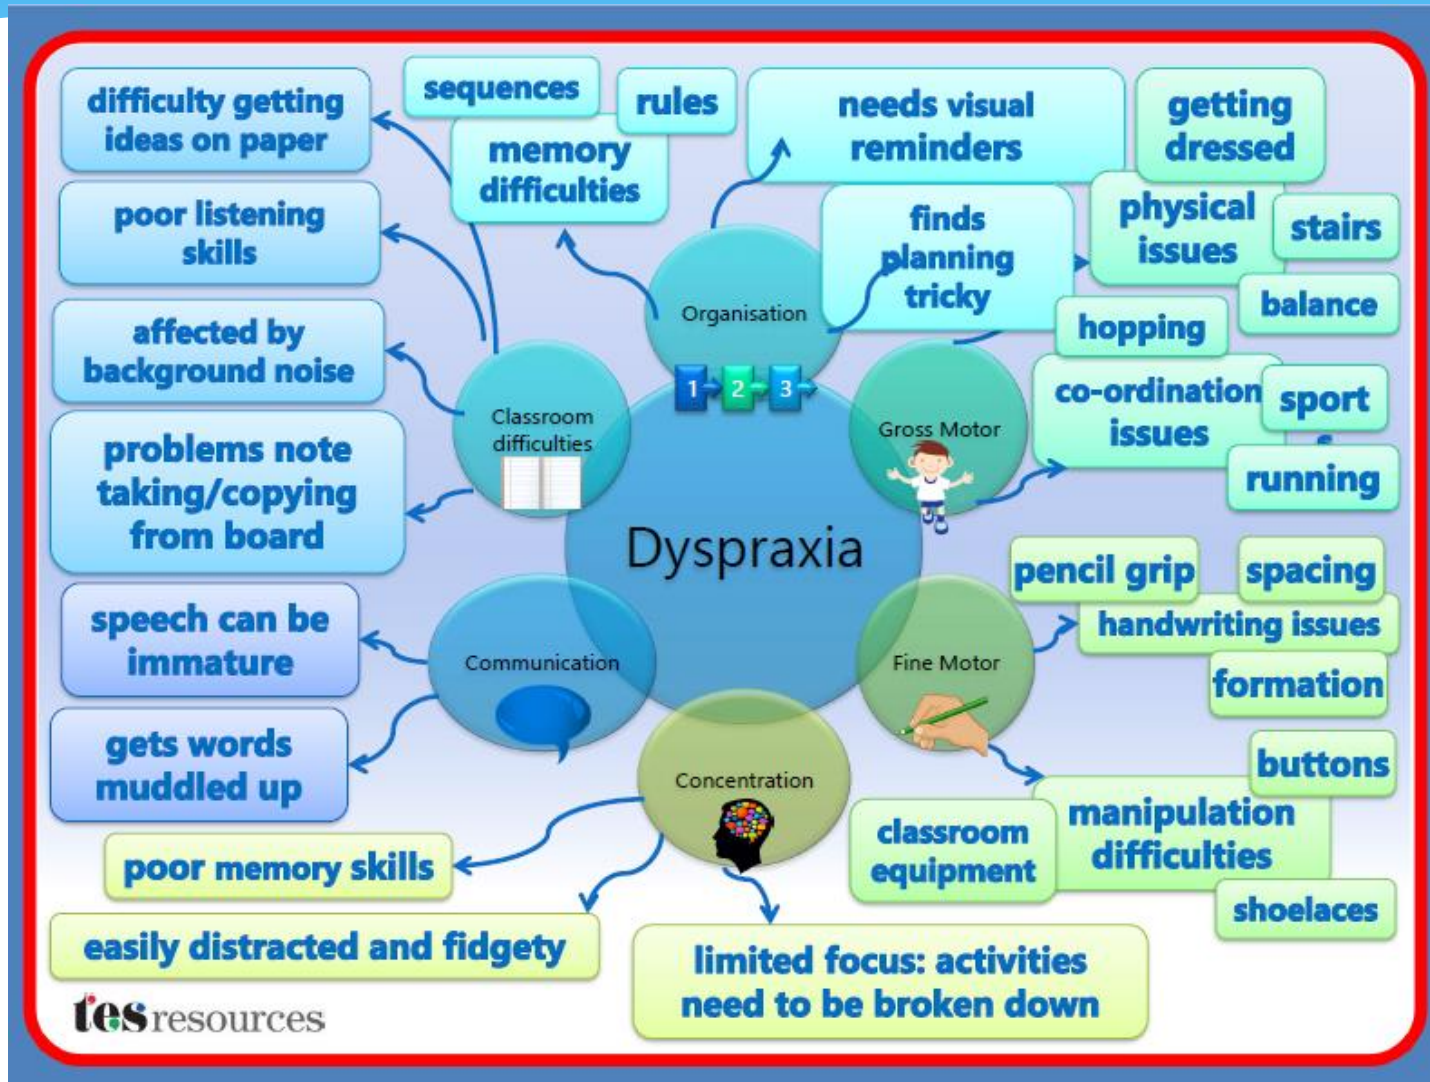 difficulty getting
ideas on paper
poor listening
skills
affected by
background noise
problems note
taking/copying
from board
Classroom
difficulties
sequences
rules
memory
difficulties
needs visual
reminders
finds
planning
tricky
Organisation
1 2 3
getting
dressed
physical
issues
stairs
balance
hopping
co-ordination
issues
sport
running
Gross Motor
Dyspraxia
pencil grip
spacing
handwriting issues
formation
Fine Motor
buttons
manipulation
difficulties
classroom
equipment
shoelaces
speech can be
immature
gets words
muddled up
Communication
Concentration
poor memory skills
easily distracted and fidgety
limited focus: activities
need to be broken down
tes resources